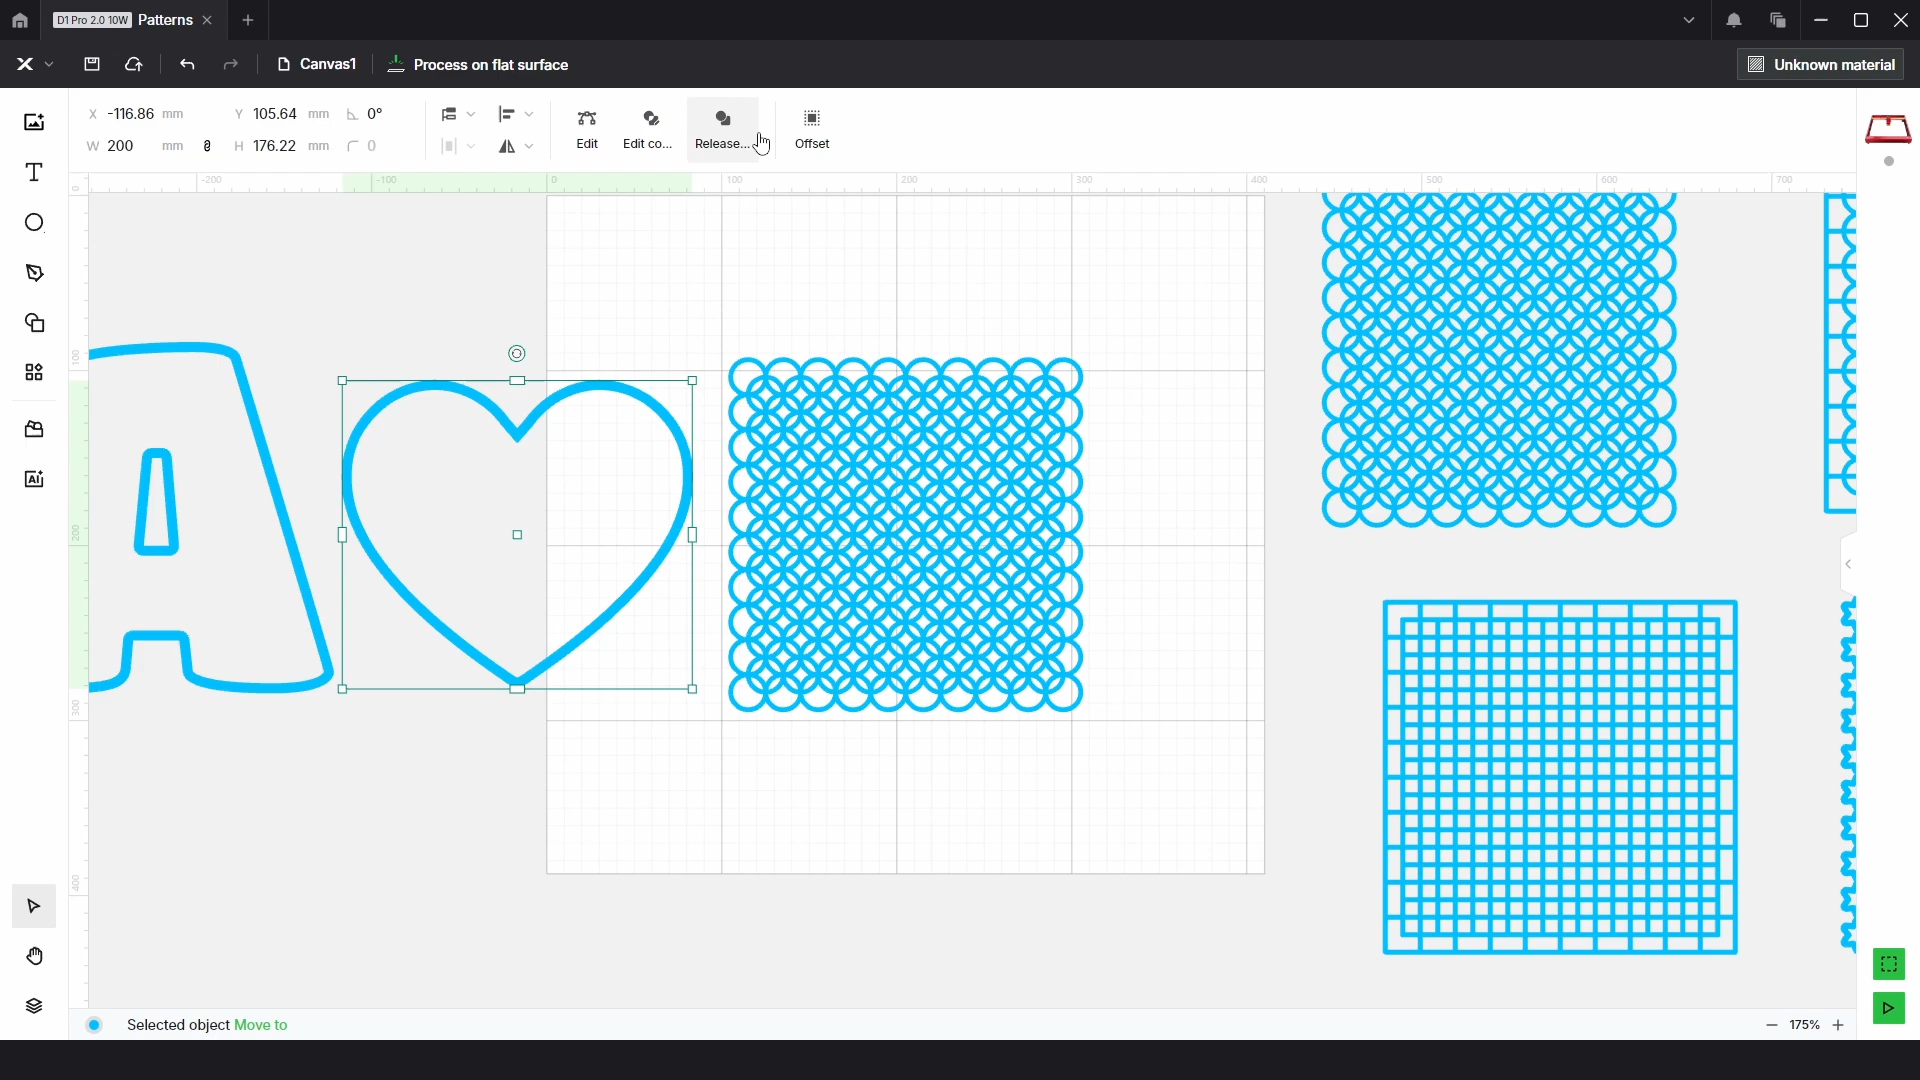 D1 Pro 2.0 10W Patterns
Canvas1 Process on flat surface Unknown material
X -116.86 mm Y 105.64 mm 0°
W 200 mm H 176.22 mm 0
Edit Edit co... Release... Offset
-200 -100 0 100 200 300 400 500 600 700
0
100
200
300
400
A
AI
Selected object Move to 175%